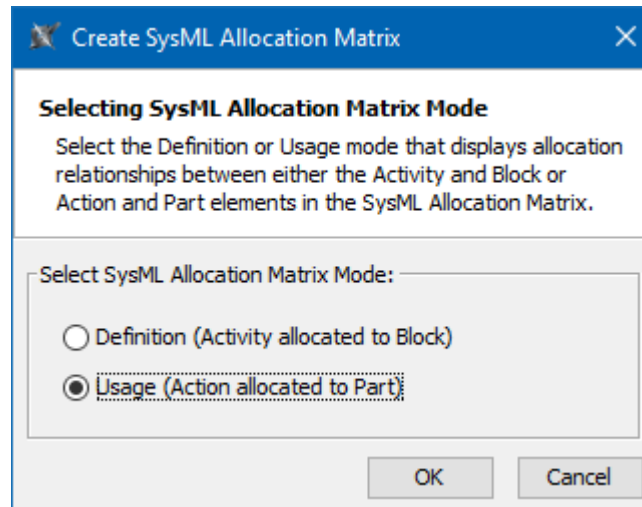 Create SysML Allocation Matrix
Selecting SysML Allocation Matrix Mode
Select the Definition or Usage mode that displays allocation
relationships between either the Activity and Block or
Action and Part elements in the SysML Allocation Matrix.
Select SysML Allocation Matrix Mode:
Definition (Activity allocated to Block)
Usage (Action allocated to Part)
OK Cancel